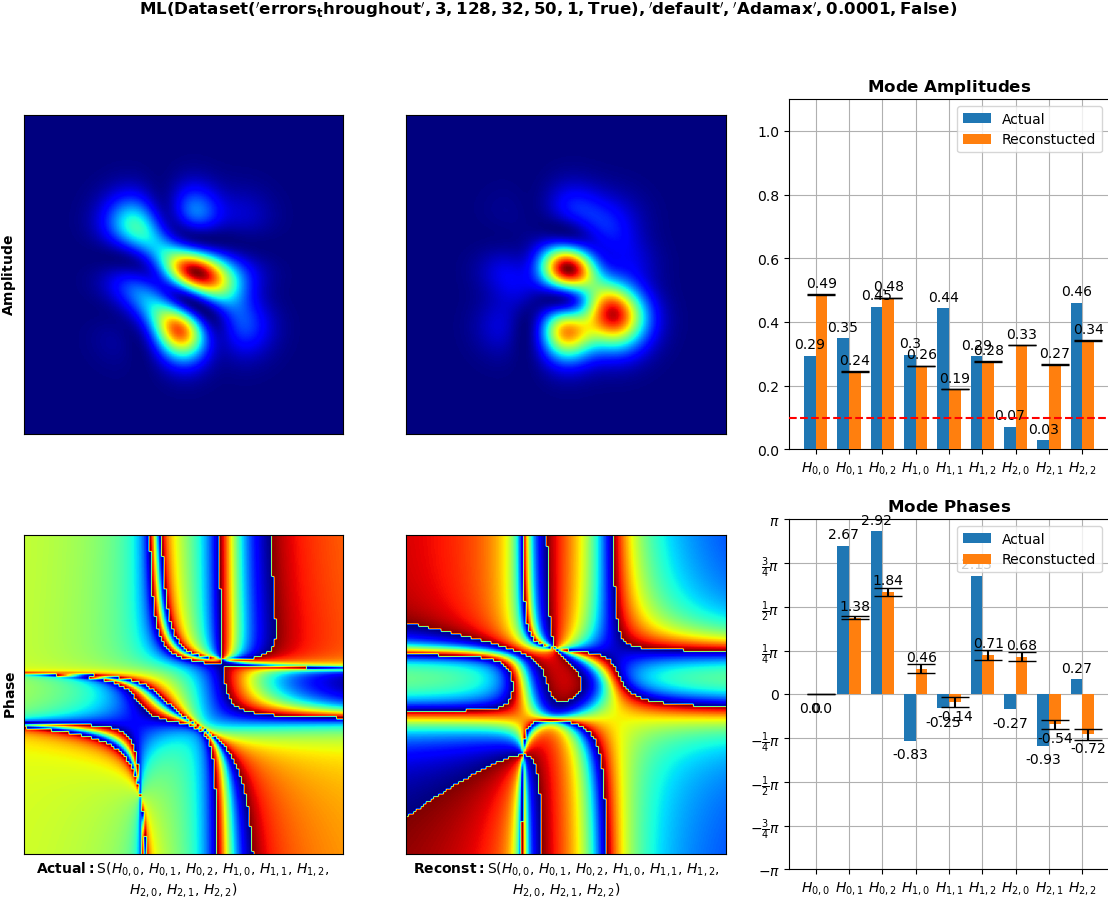 ML(Dataset('errors_throughout', 3, 128, 32, 50, 1, True), 'default', 'Adamax', 0.0001, False)
Amplitude
Mode Amplitudes
Actual
Reconstucted
1.0
0.8
0.6
0.4
0.2
0.0
0.29
0.49
0.35
0.24
0.45
0.48
0.3
0.26
0.44
0.19
0.29
0.28
0.07
0.33
0.03
0.27
0.46
0.34
H0,0 H0,1 H0,2 H1,0 H1,1 H1,2 H2,0 H2,1 H2,2
Phase
Mode Phases
Actual
Reconstucted
π
3/4π
1/2π
1/4π
0
−1/4π
−1/2π
−3/4π
−π
0.0
0.0
2.67
1.38
2.92
1.84
-0.83
0.46
-0.25
-0.14
0.71
-0.27
0.68
-0.93
-0.54
0.27
-0.72
H0,0 H0,1 H0,2 H1,0 H1,1 H1,2 H2,0 H2,1 H2,2
Actual: S(H0,0, H0,1, H0,2, H1,0, H1,1, H1,2,
H2,0, H2,1, H2,2)
Reconst: S(H0,0, H0,1, H0,2, H1,0, H1,1, H1,2,
H2,0, H2,1, H2,2)